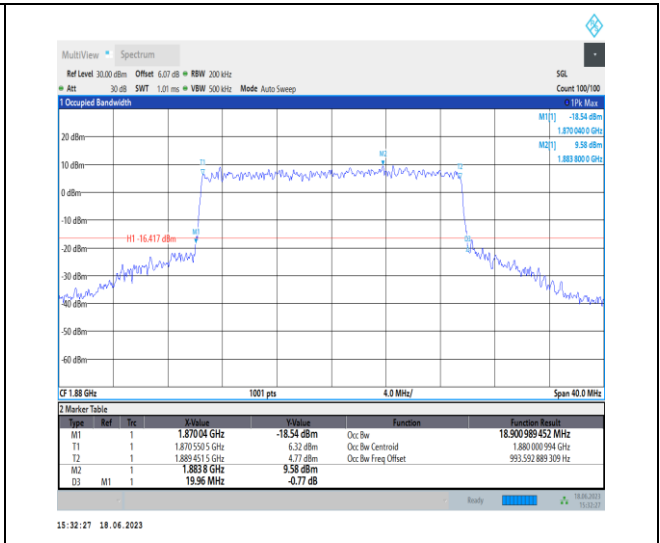 MultiView Spectrum
Ref Level 30.00 dBm Offset 6.07 dB RBW 200 kHz SGL
Att 30 dB SWT 1.01 ms VBW 500 kHz Mode Auto Sweep Count 100/100
1 Occupied Bandwidth 1Pk Max
M1[1] -18.54 dBm
1.870 040 0 GHz
M2[1] 9.58 dBm
1.883 800 0 GHz
20 dBm
10 dBm
0 dBm
-10 dBm
-20 dBm
-30 dBm
-40 dBm
-50 dBm
-60 dBm
T1
M2
T2
M1
H1 -16.417 dBm
D3
CF 1.88 GHz 1001 pts 4.0 MHz/ Span 40.0 MHz
2 Marker Table
Type Ref Trc X-Value Y-Value Function Function Result
M1 1 1.87004 GHz -18.54 dBm Occ Bw 18.900 989 452 MHz
T1 1 1.870 550 5 GHz 6.32 dBm Occ Bw Centroid 1.880 000 994 GHz
T2 1 1.889 451 5 GHz 4.77 dBm Occ Bw Freq Offset 993.592 889 309 Hz
M2 1 1.8838 GHz 9.58 dBm
D3 M1 1 19.96 MHz -0.77 dB
Ready 18.06.2023
15:32:27
15:32:27 18.06.2023